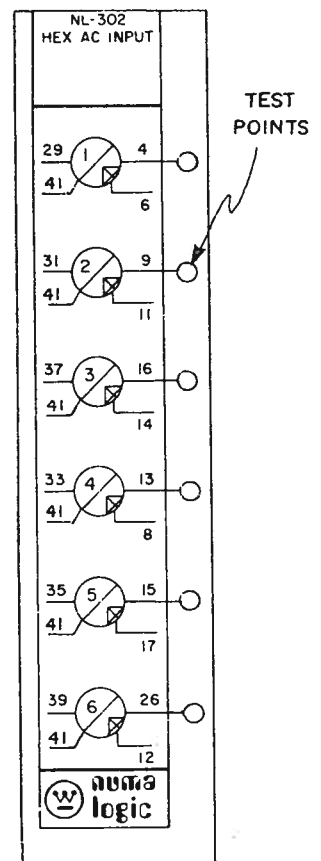 NL-302
HEX AC INPUT
TEST
POINTS
29 1 4
41 6
31 2 9
41 11
37 3 16
41 14
33 4 13
41 8
35 5 15
41 17
39 6 26
41 12
W numa
logic